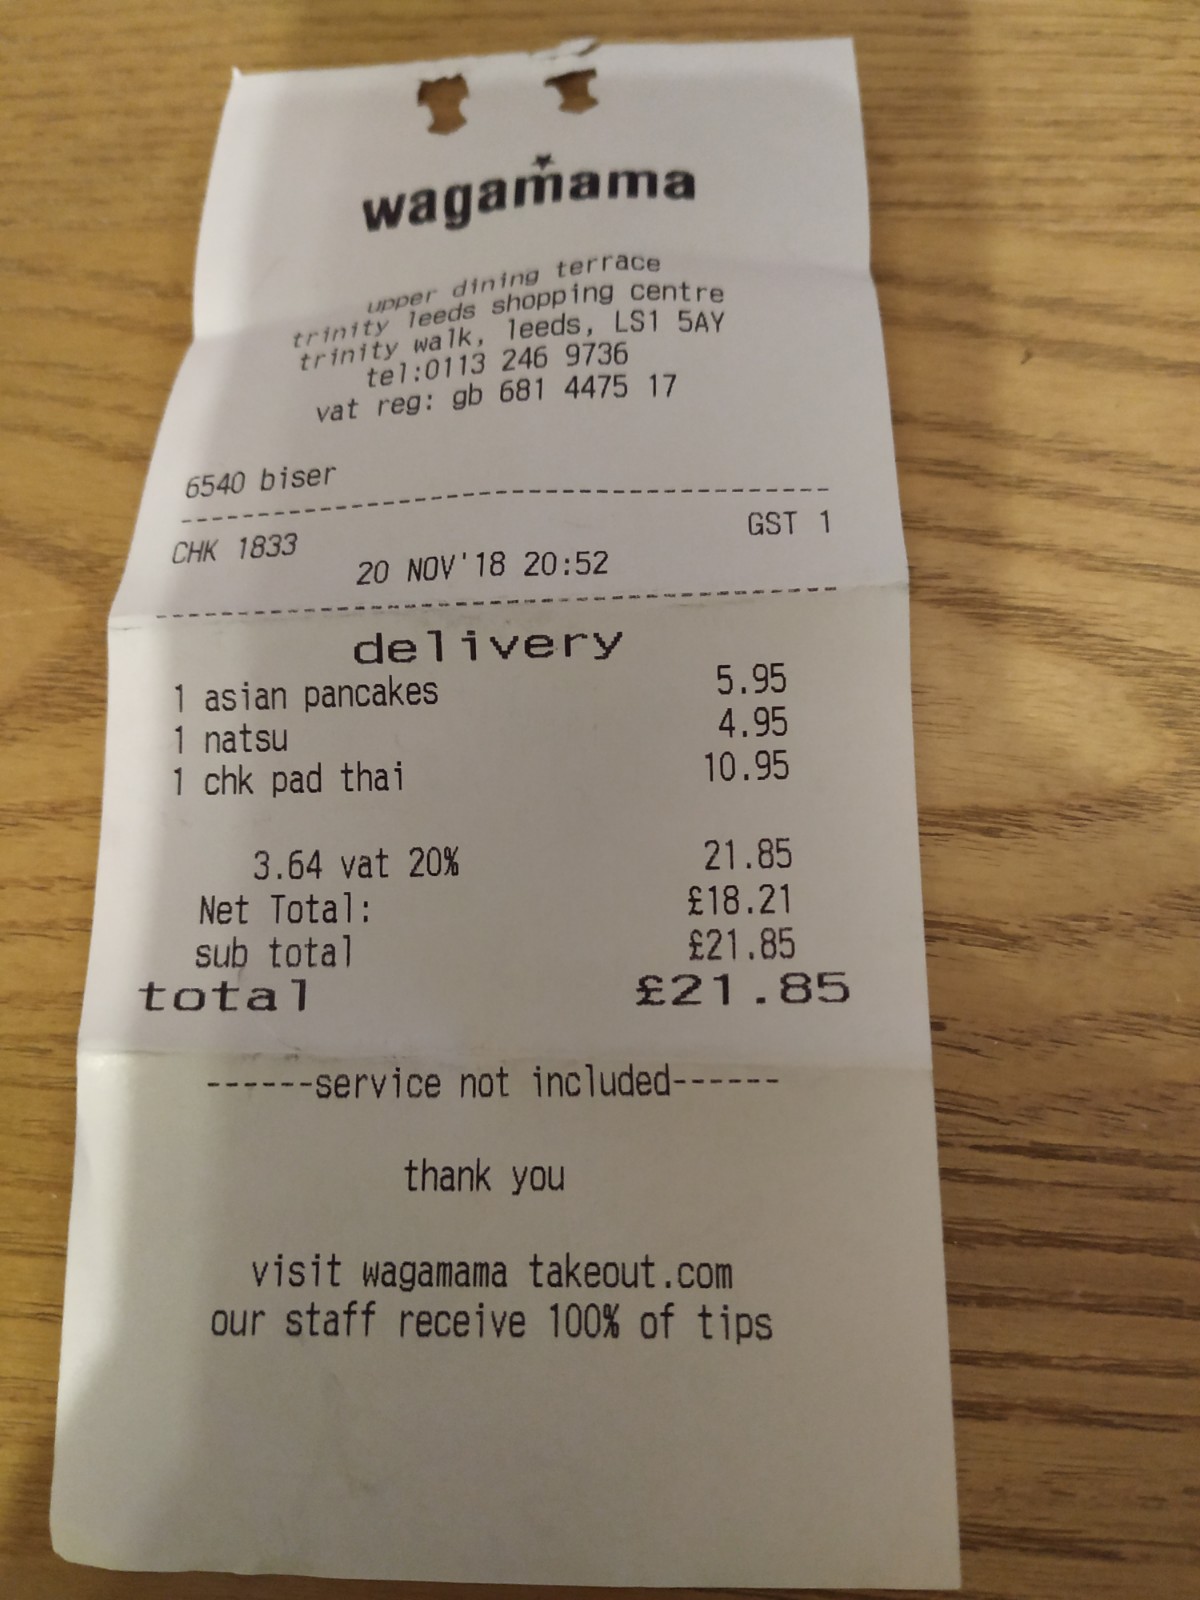 wagamama
upper dining terrace
trinity leeds shopping centre
trinity walk, leeds, LS1 5AY
tel:0113 246 9736
vat reg: gb 681 4475 17
6540 biser
CHK 1833 GST 1
20 NOV'18 20:52
delivery
1 asian pancakes 5.95
1 natsu 4.95
1 chk pad thai 10.95
3.64 vat 20% 21.85
Net Total: £18.21
sub total £21.85
total £21.85
------service not included------
thank you
visit wagamama takeout.com
our staff receive 100% of tips